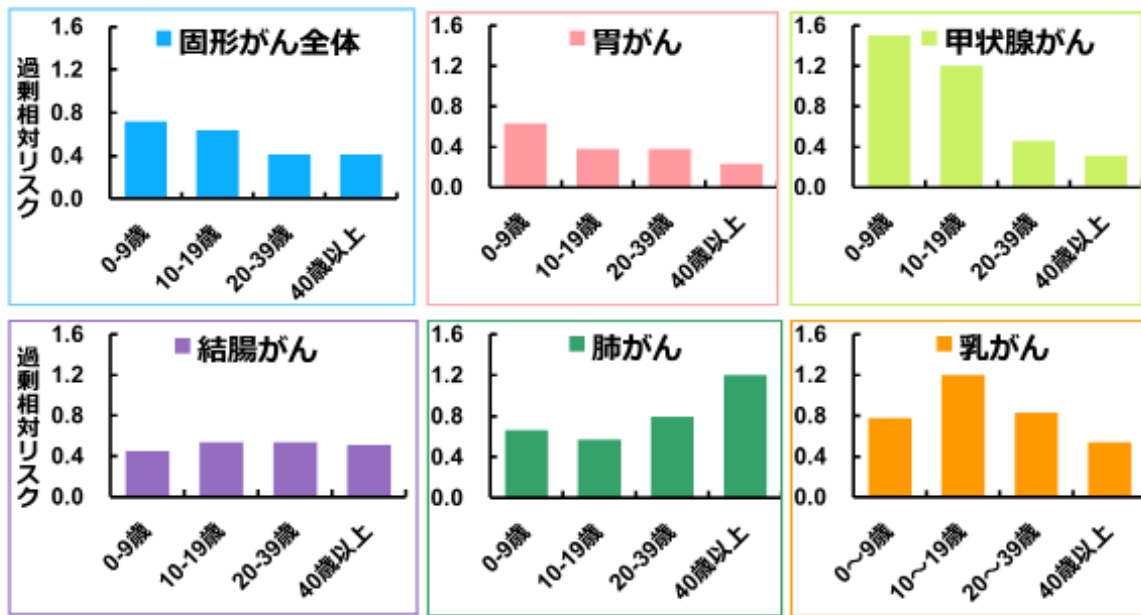 過剰相対リスク
固形がん全体
1.6
1.2
0.8
0.4
0.0
0-9歳
10-19歳
20-39歳
40歳以上
胃がん
1.6
1.2
0.8
0.4
0.0
0-9歳
10-19歳
20-39歳
40歳以上
甲状腺がん
1.6
1.2
0.8
0.4
0.0
0-9歳
10-19歳
20-39歳
40歳以上
過剰相対リスク
結腸がん
1.6
1.2
0.8
0.4
0.0
0-9歳
10-19歳
20-39歳
40歳以上
肺がん
1.6
1.2
0.8
0.4
0.0
0-9歳
10-19歳
20-39歳
40歳以上
乳がん
1.6
1.2
0.8
0.4
0.0
0〜9歳
10〜19歳
20〜39歳
40歳以上